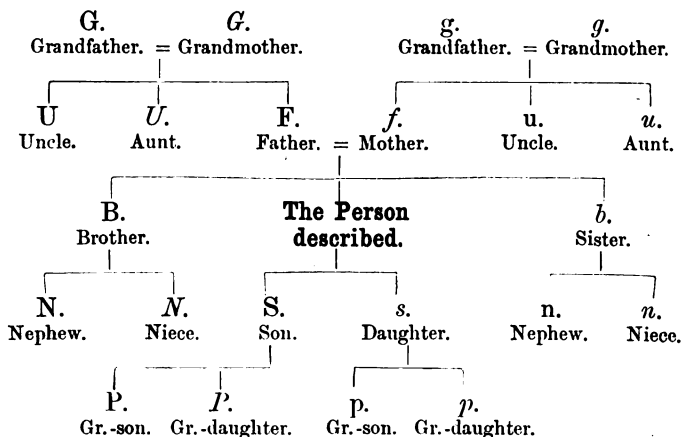 G. G. g. g.
Grandfather. = Grandmother. Grandfather. = Grandmother.
U U. F. f. u. u.
Uncle. Aunt. Father. = Mother. Uncle. Aunt.
B. The Person described. b.
Brother. Sister.
N. N. S. s. n. n.
Nephew. Niece. Son. Daughter. Nephew. Niece.
P. P. p. p.
Gr.-son. Gr.-daughter. Gr.-son. Gr.-daughter.